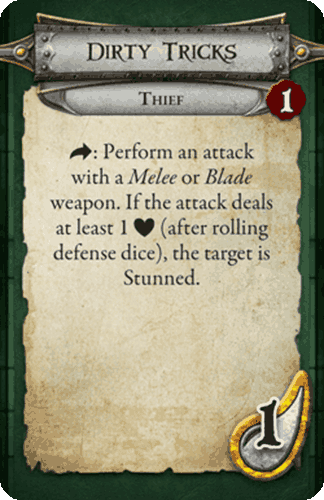 Dirty Tricks
Thief
1
: Perform an attack
with a Melee or Blade
weapon. If the attack deals
at least 1 (after rolling
defense dice), the target is
Stunned.
1